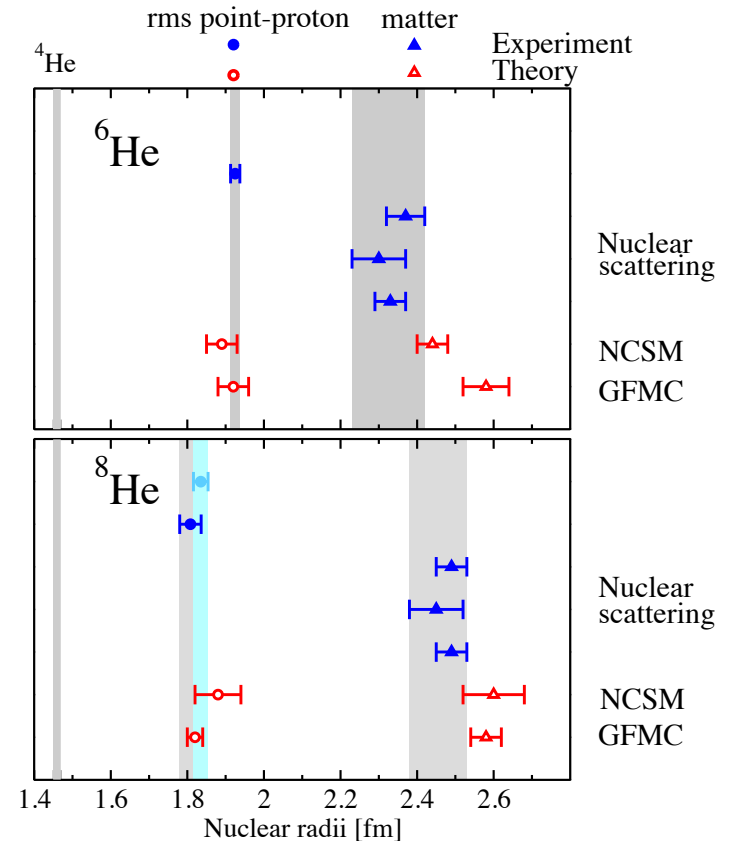 rms point-proton matter
Experiment
⁴He
Theory
⁶He
Nuclear
scattering
NCSM
GFMC
⁸He
Nuclear
scattering
NCSM
GFMC
1.4 1.6 1.8 2 2.2 2.4 2.6
Nuclear radii [fm]